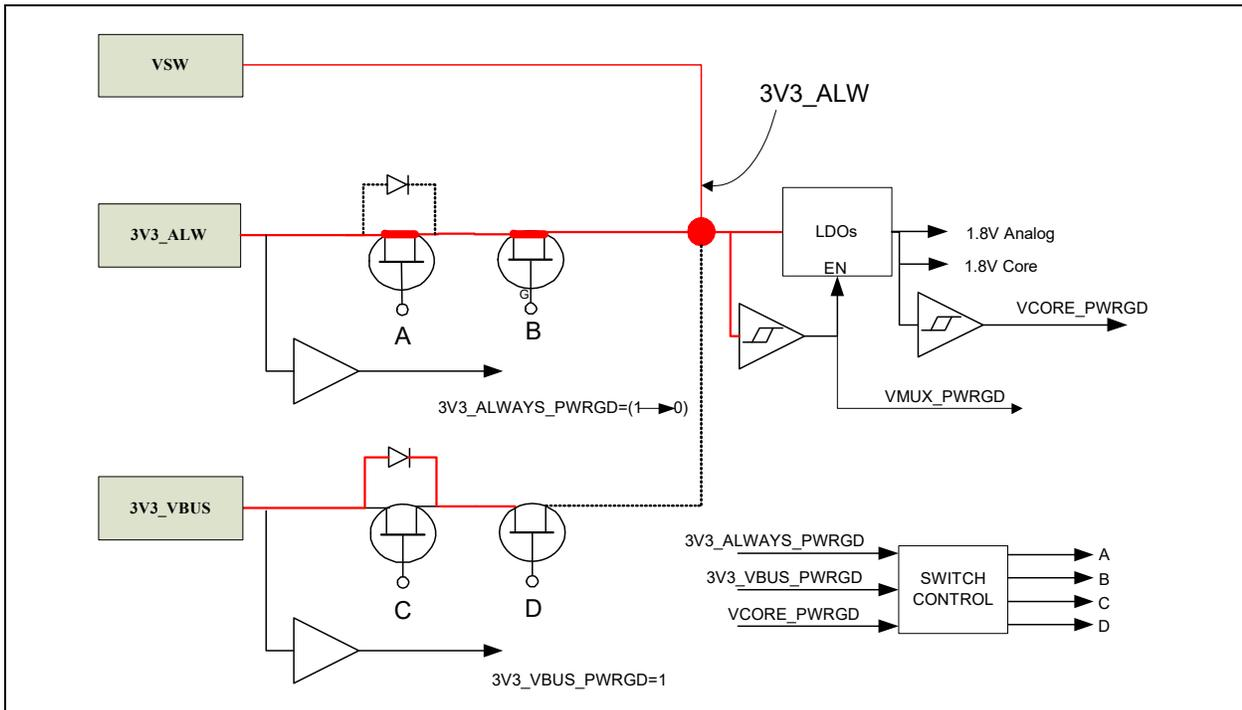 VSW
3V3_ALW
3V3_ALW
LDOs
EN
1.8V Analog
1.8V Core
G
A
B
VCORE_PWRGD
VMUX_PWRGD
3V3_ALWAYS_PWRGD=(1 0)
3V3_VBUS
C
D
3V3_VBUS_PWRGD=1
3V3_ALWAYS_PWRGD
3V3_VBUS_PWRGD
VCORE_PWRGD
SWITCH
CONTROL
A
B
C
D